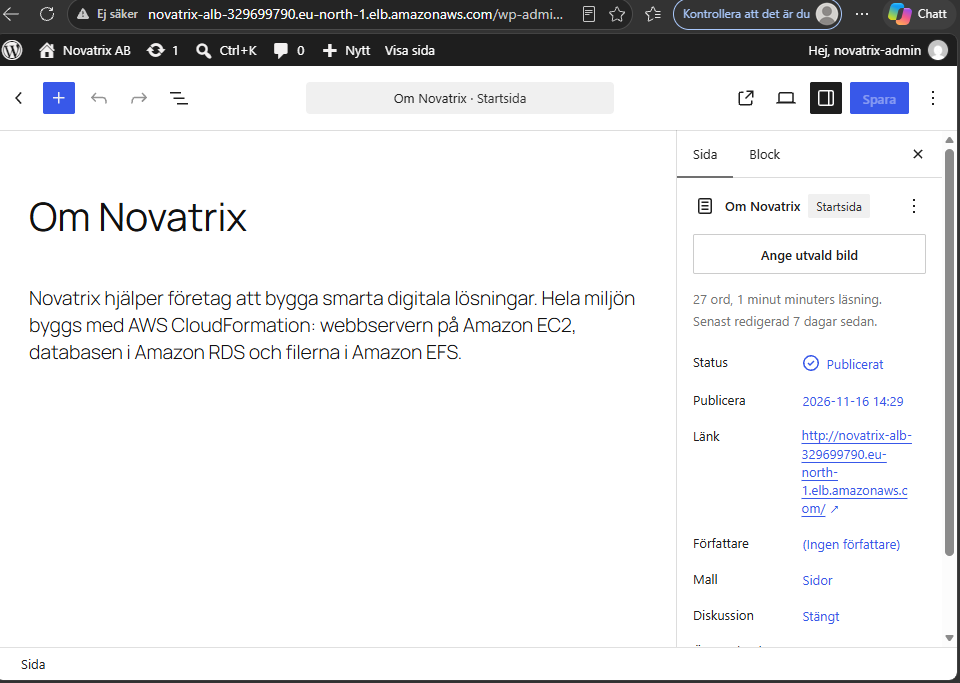 Ej säker novatrix-alb-329699790.eu-north-1.elb.amazonaws.com/wp-admi... Kontrollera att det är du Chatt
Novatrix AB 1 Ctrl+K 0 Nytt Visa sida Hej, novatrix-admin
Om Novatrix · Startsida Spara
Om Novatrix
Novatrix hjälper företag att bygga smarta digitala lösningar. Hela miljön
byggs med AWS CloudFormation: webbservern på Amazon EC2,
databasen i Amazon RDS och filerna i Amazon EFS.
Sida Block
Om Novatrix Startsida
Ange utvald bild
27 ord, 1 minut minuters läsning.
Senast redigerad 7 dagar sedan.
Status Publicerat
Publicera 2026-11-16 14:29
Länk http://novatrix-alb-
329699790.eu-
north-
1.elb.amazonaws.c
om/ ↗
Författare (Ingen författare)
Mall Sidor
Diskussion Stängt
Sida